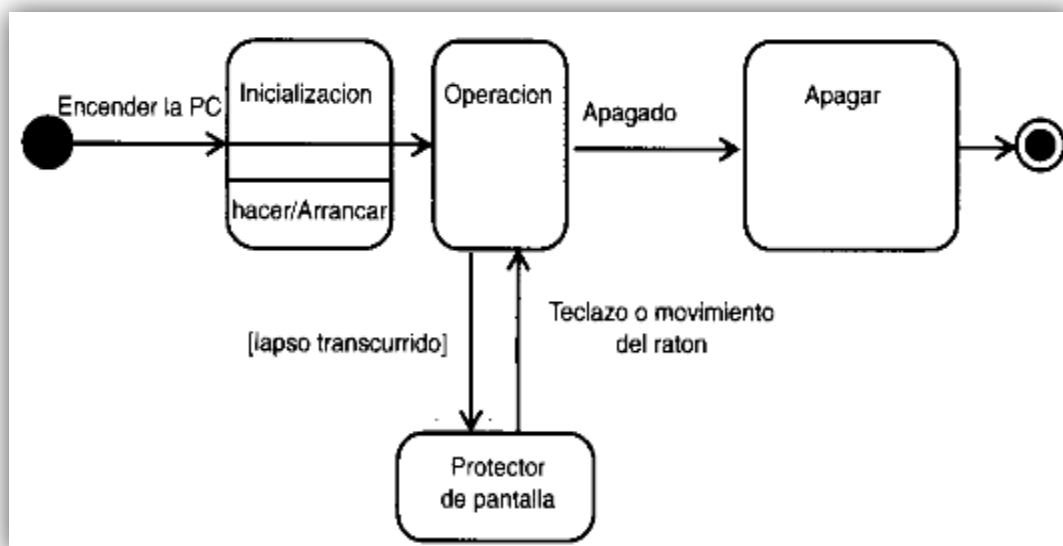 Encender la PC
Inicializacion
hacer/Arrancar
Operacion
Apagado
Apagar
[lapso transcurrido]
Teclazo o movimiento
del raton
Protector
de pantalla